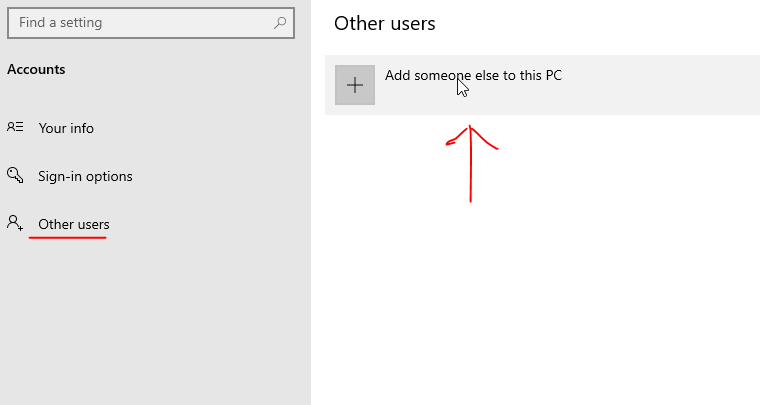 Find a setting
Accounts
Your info
Sign-in options
Other users
Other users
Add someone else to this PC